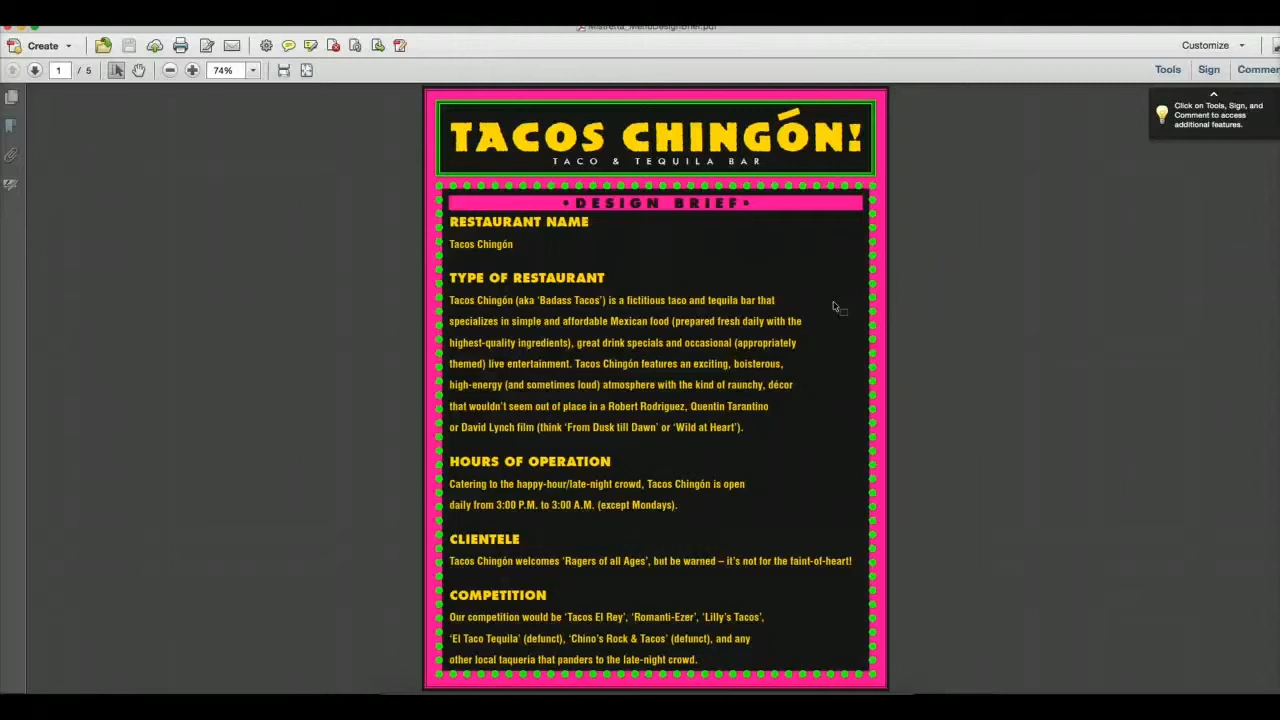 Mistretta_MenuDesignBrief.pdf
Create
1 / 5
74%
Customize
Tools Sign Comme
Click on Tools, Sign, and
Comment to access
additional features.
TACOS CHINGÓN!
TACO & TEQUILA BAR
•DESIGN BRIEF•
RESTAURANT NAME
Tacos Chingón
TYPE OF RESTAURANT
Tacos Chingón (aka ‘Badass Tacos’) is a fictitious taco and tequila bar that
specializes in simple and affordable Mexican food (prepared fresh daily with the
highest-quality ingredients), great drink specials and occasional (appropriately
themed) live entertainment. Tacos Chingón features an exciting, boisterous,
high-energy (and sometimes loud) atmosphere with the kind of raunchy, décor
that wouldn’t seem out of place in a Robert Rodriguez, Quentin Tarantino
or David Lynch film (think ‘From Dusk till Dawn’ or ‘Wild at Heart’).
HOURS OF OPERATION
Catering to the happy-hour/late-night crowd, Tacos Chingón is open
daily from 3:00 P.M. to 3:00 A.M. (except Mondays).
CLIENTELE
Tacos Chingón welcomes ‘Ragers of all Ages’, but be warned – it’s not for the faint-of-heart!
COMPETITION
Our competition would be ‘Tacos El Rey’, ‘Romanti-Ezer’, ‘Lilly’s Tacos’,
‘El Taco Tequila’ (defunct), ‘Chino’s Rock & Tacos’ (defunct), and any
other local taqueria that panders to the late-night crowd.